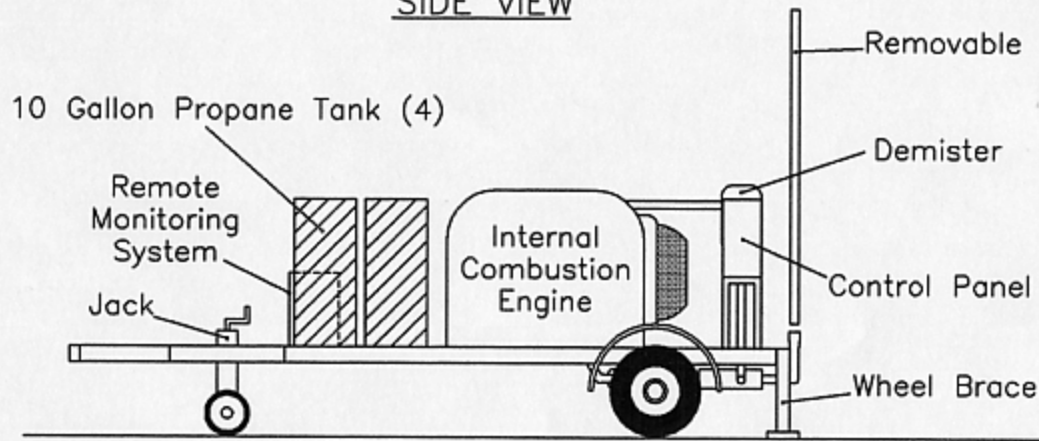 SIDE VIEW
Removable
10 Gallon Propane Tank (4)
Demister
Remote
Monitoring
System
Internal
Combustion
Engine
Control Panel
Jack
Wheel Brace